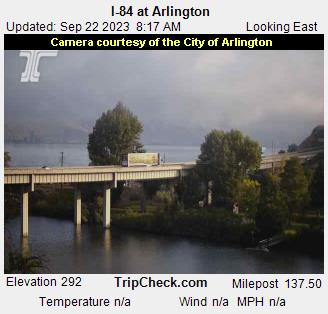 I-84 at Arlington
Updated: Sep 22 2023 8:17 AM Looking East
Camera courtesy of the City of Arlington
Elevation 292 TripCheck.com Milepost 137.50
Temperature n/a Wind n/a MPH n/a